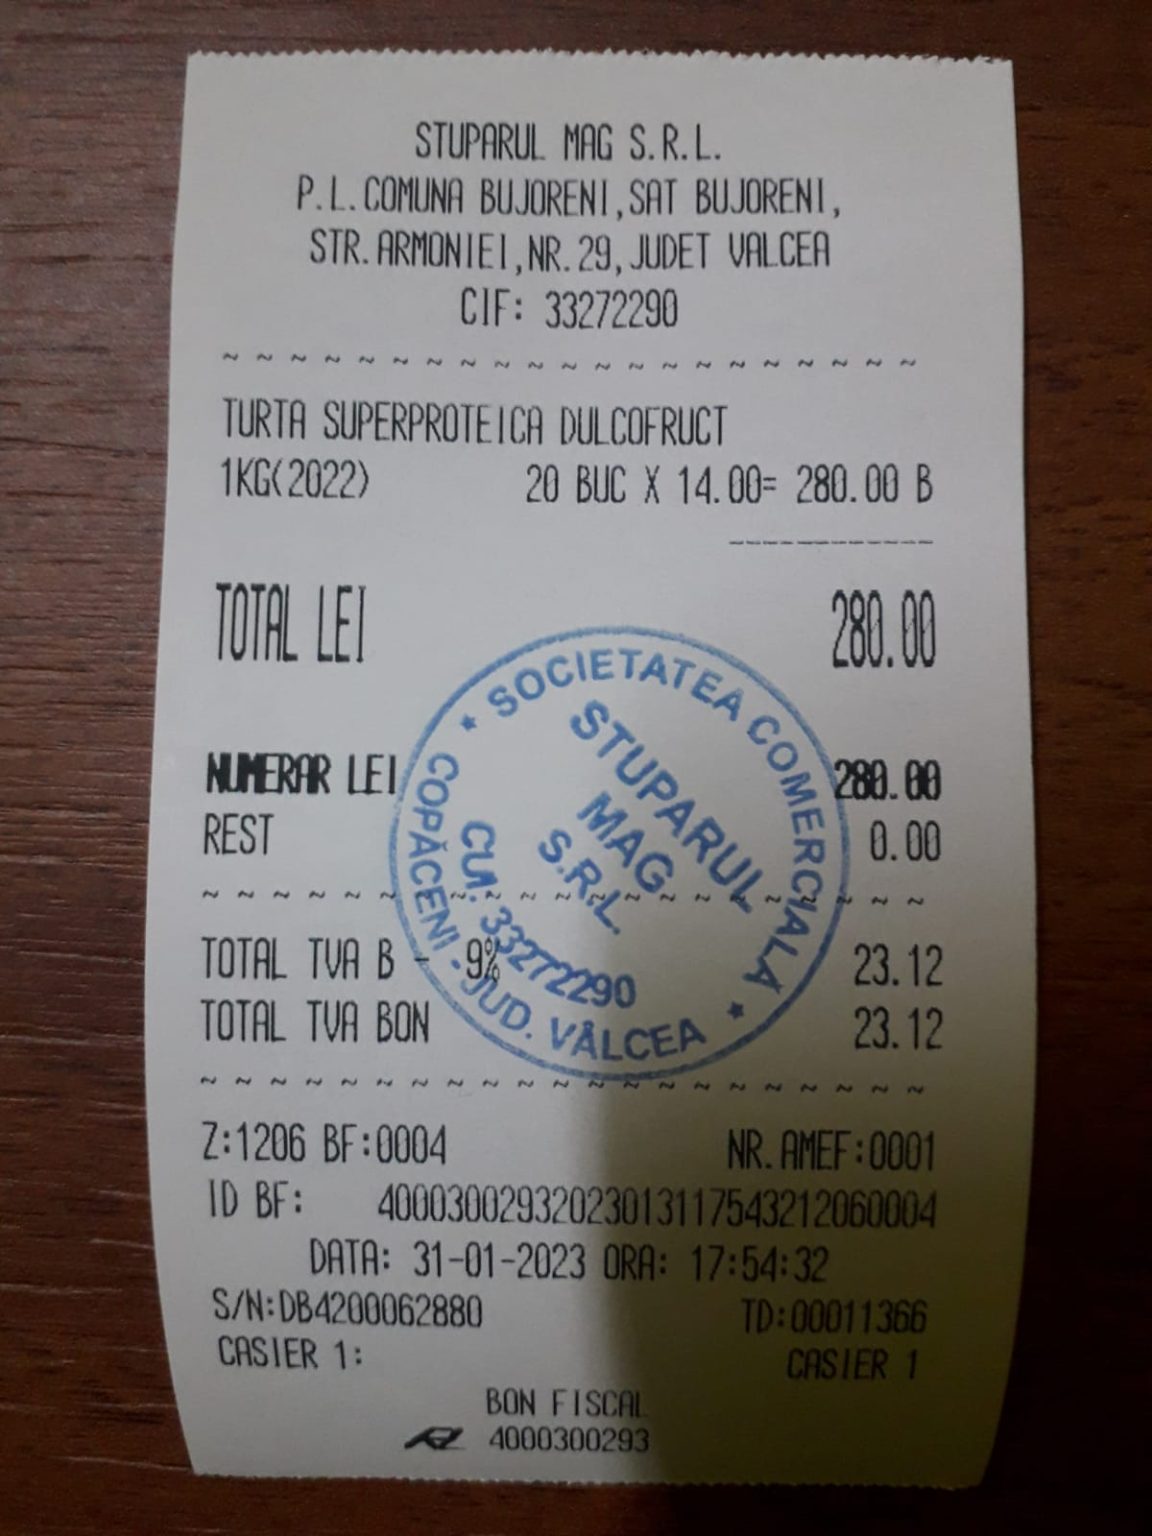 STUPARUL MAG S.R.L.
P.L.COMUNA BUJORENI,SAT BUJORENI,
STR.ARMONIEI,NR.29,JUDET VALCEA
CIF: 33272290
~ ~ ~ ~ ~ ~ ~ ~ ~ ~ ~ ~ ~ ~ ~ ~ ~ ~ ~ ~ ~
TURTA SUPERPROTEICA DULCOFRUCT
1KG(2022) 20 BUC X 14.00= 280.00 B
----------
TOTAL LEI 280.00
NUMERAR LEI 280.00
REST 0.00
~ ~ ~ ~ ~ ~ ~ ~ ~ ~ ~ ~ ~ ~ ~ ~ ~ ~ ~ ~ ~
TOTAL TVA B - 9% 23.12
TOTAL TVA BON 23.12
~ ~ ~ ~ ~ ~ ~ ~ ~ ~ ~ ~ ~ ~ ~ ~ ~ ~ ~ ~ ~
Z:1206 BF:0004 NR.AMEF:0001
ID BF: 40003002932023013117543212060004
DATA: 31-01-2023 ORA: 17:54:32
S/N:DB4200062880 TD:00011366
CASIER 1: CASIER 1
BON FISCAL
4000300293
* SOCIETATEA COMERCIALĂ *
COPĂCENI - JUD. VÂLCEA
STUPARUL
MAG
S.R.L.
CUI: 33272290